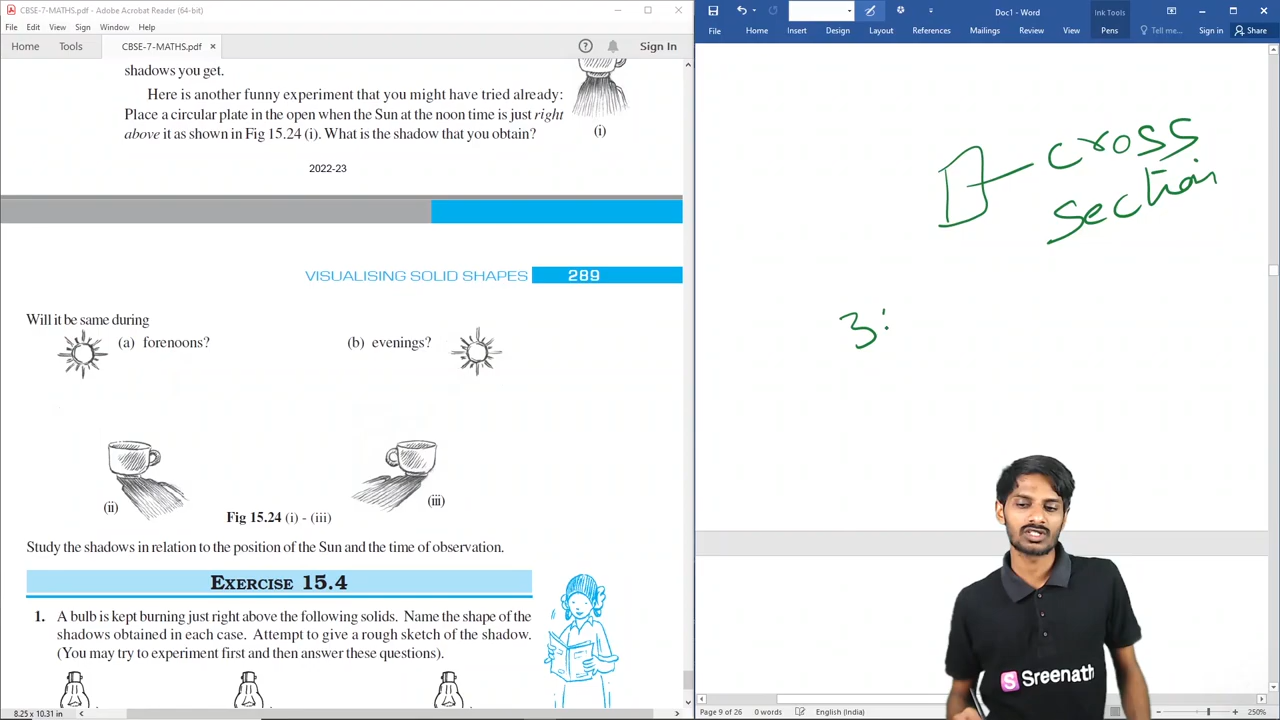 CBSE-7-MATHS.pdf - Adobe Acrobat Reader (64-bit)
File Edit View Sign Window Help
Home Tools CBSE-7-MATHS.pdf × Sign In
shadows you get.
Here is another funny experiment that you might have tried already:
Place a circular plate in the open when the Sun at the noon time is just right
above it as shown in Fig 15.24 (i). What is the shadow that you obtain?
(i)
2022-23
VISUALISING SOLID SHAPES 289
Will it be same during
(a) forenoons? (b) evenings?
(ii) (iii)
Fig 15.24 (i) - (iii)
Study the shadows in relation to the position of the Sun and the time of observation.
EXERCISE 15.4
1. A bulb is kept burning just right above the following solids. Name the shape of the
shadows obtained in each case. Attempt to give a rough sketch of the shadow.
(You may try to experiment first and then answer these questions).
8.23 x 10.31 in
Doc1 - Word Ink Tools
File Home Insert Design Layout References Mailings Review View Pens Tell me... Sign in Share
cross
section
3:
S Sreenath
Page 9 of 26 0 words English (India) 250%